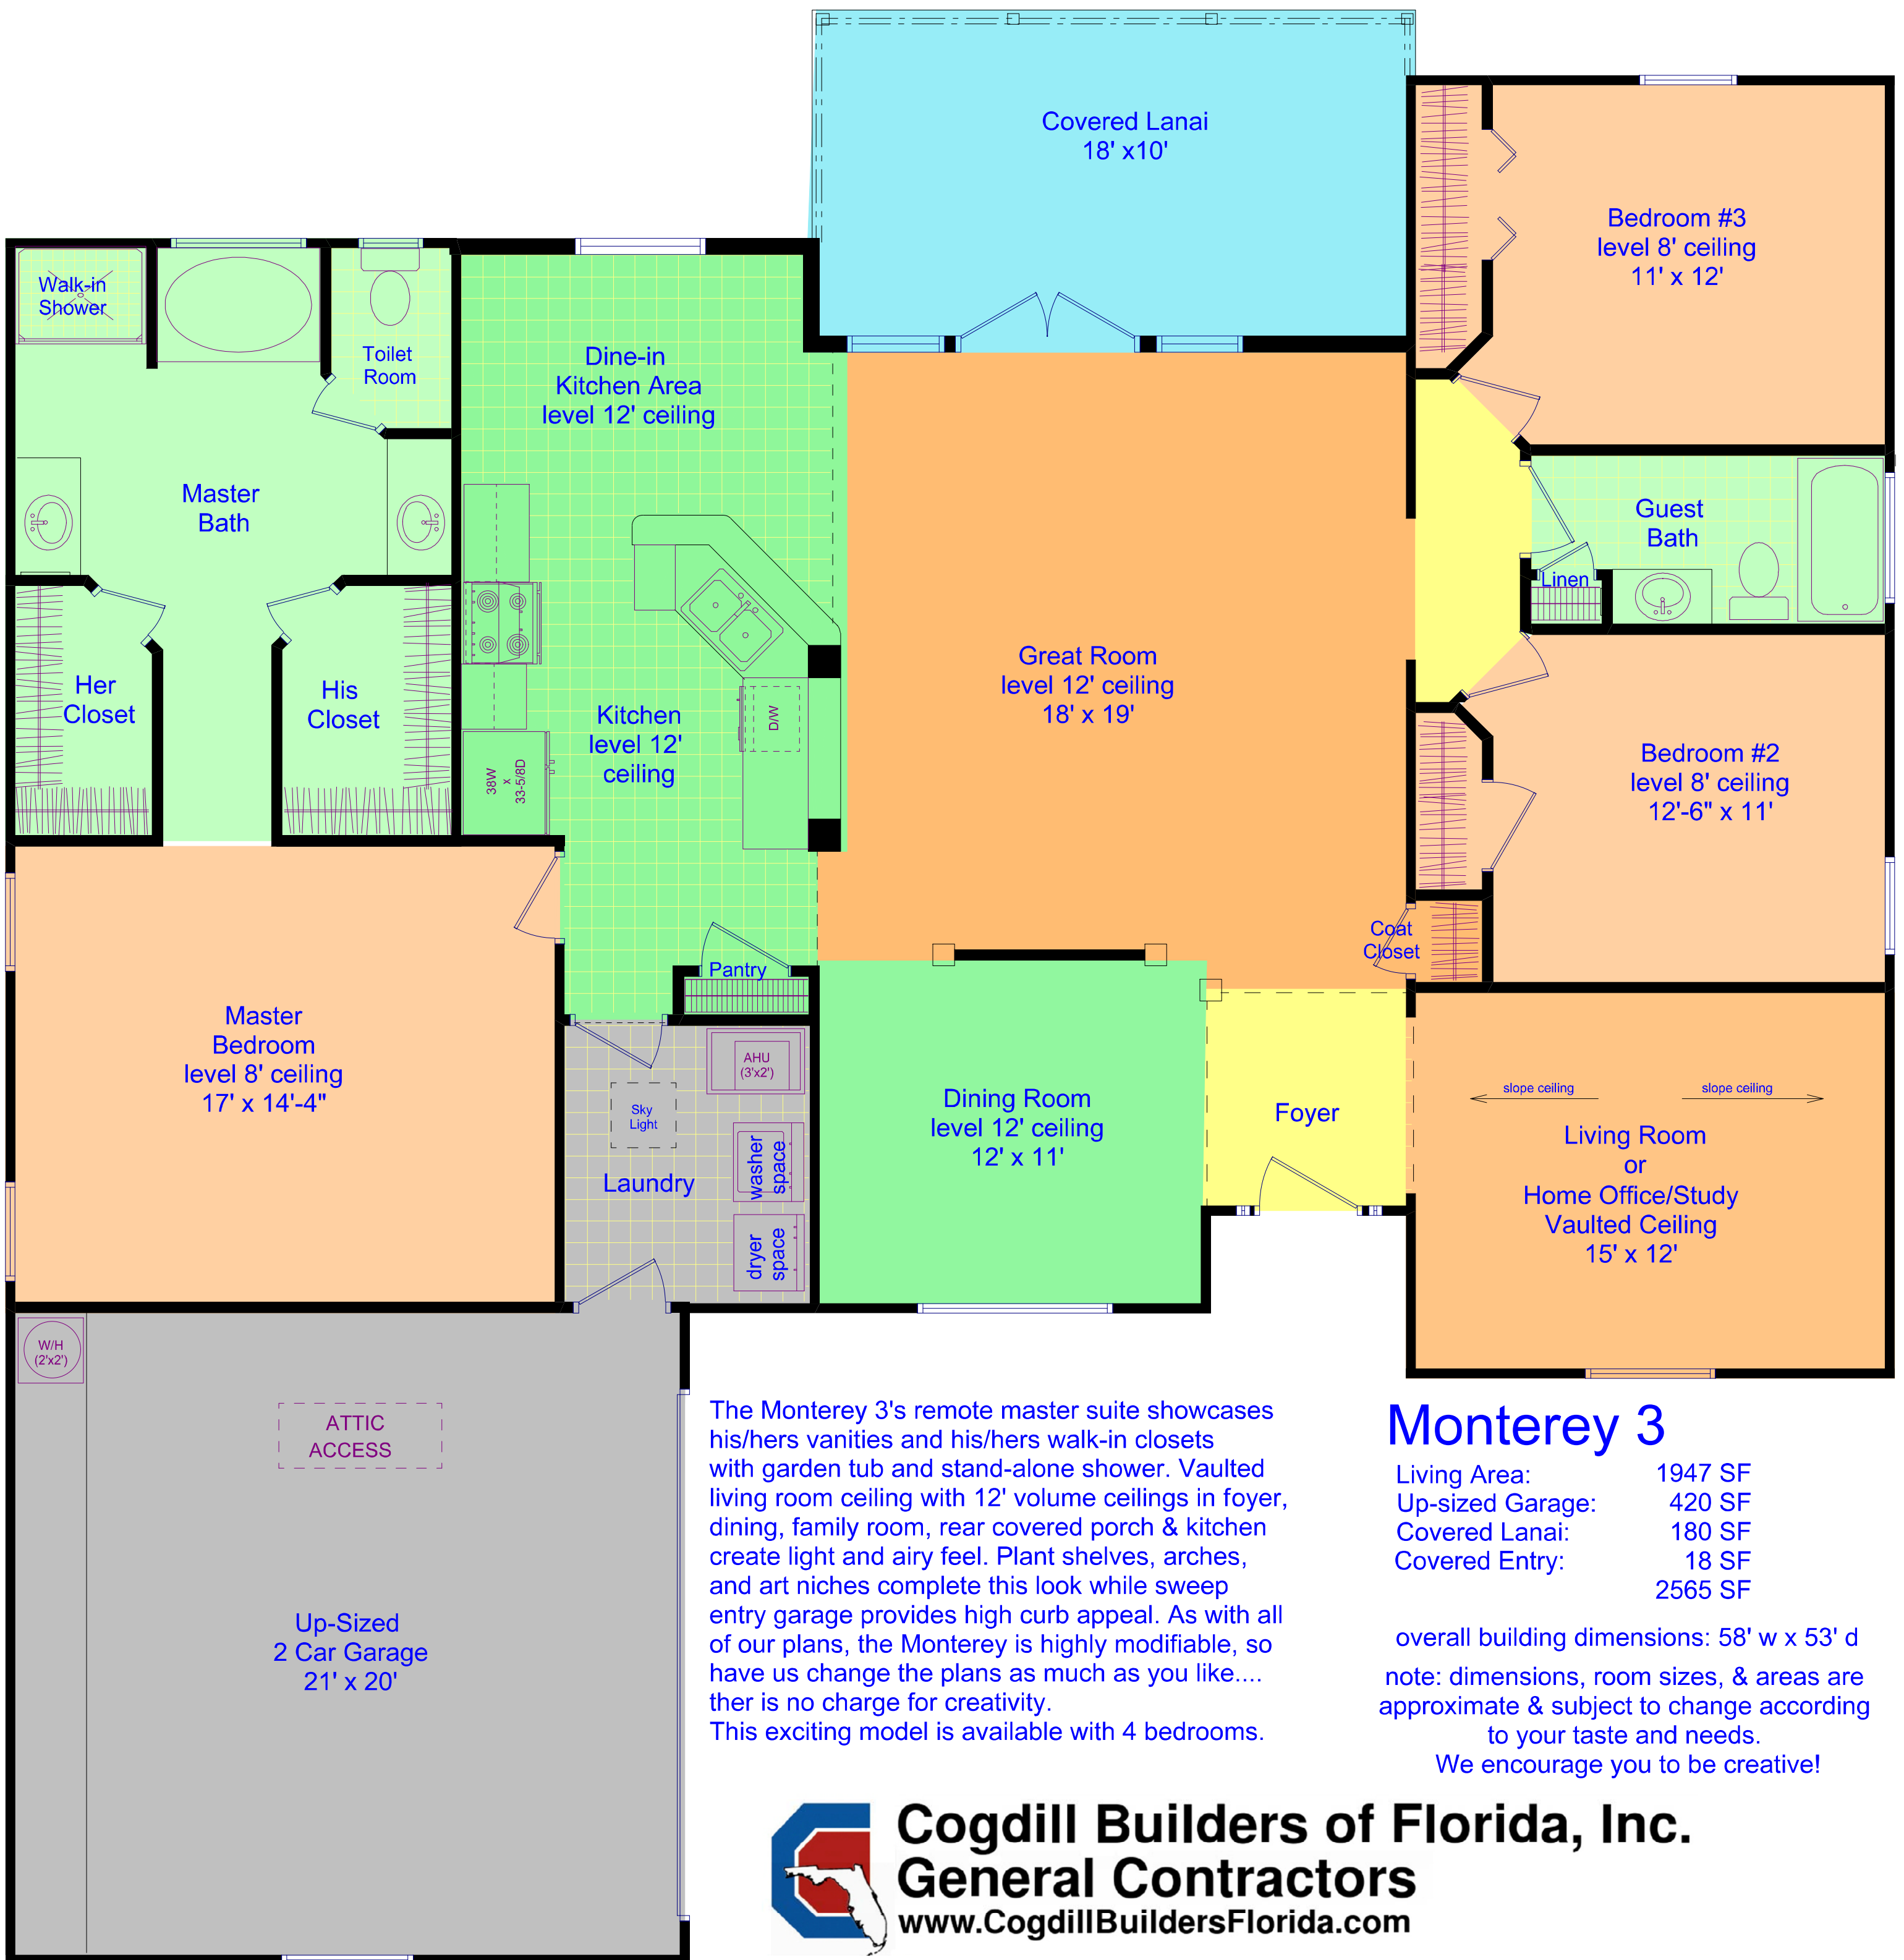 Covered Lanai
18' x10'
Bedroom #3
level 8' ceiling
11' x 12'
Walk-in
Shower
Toilet
Room
Dine-in
Kitchen Area
level 12' ceiling
Master
Bath
Guest
Bath
Linen
Her
Closet
His
Closet
Kitchen
level 12'
ceiling
D/W
38W
x
33-5/8D
Great Room
level 12' ceiling
18' x 19'
Bedroom #2
level 8' ceiling
12'-6" x 11'
Coat
Closet
Pantry
Master
Bedroom
level 8' ceiling
17' x 14'-4"
AHU
(3'x2')
Sky
Light
Laundry
washer
space
dryer
space
Dining Room
level 12' ceiling
12' x 11'
Foyer
slope ceiling
slope ceiling
Living Room
or
Home Office/Study
Vaulted Ceiling
15' x 12'
W/H
(2'x2')
ATTIC
ACCESS
Up-Sized
2 Car Garage
21' x 20'
The Monterey 3's remote master suite showcases
his/hers vanities and his/hers walk-in closets
with garden tub and stand-alone shower. Vaulted
living room ceiling with 12' volume ceilings in foyer,
dining, family room, rear covered porch & kitchen
create light and airy feel. Plant shelves, arches,
and art niches complete this look while sweep
entry garage provides high curb appeal. As with all
of our plans, the Monterey is highly modifiable, so
have us change the plans as much as you like....
ther is no charge for creativity.
This exciting model is available with 4 bedrooms.
Monterey 3
Living Area: 1947 SF
Up-sized Garage: 420 SF
Covered Lanai: 180 SF
Covered Entry: 18 SF
2565 SF
overall building dimensions: 58' w x 53' d
note: dimensions, room sizes, & areas are
approximate & subject to change according
to your taste and needs.
We encourage you to be creative!
Cogdill Builders of Florida, Inc.
General Contractors
www.CogdillBuildersFlorida.com